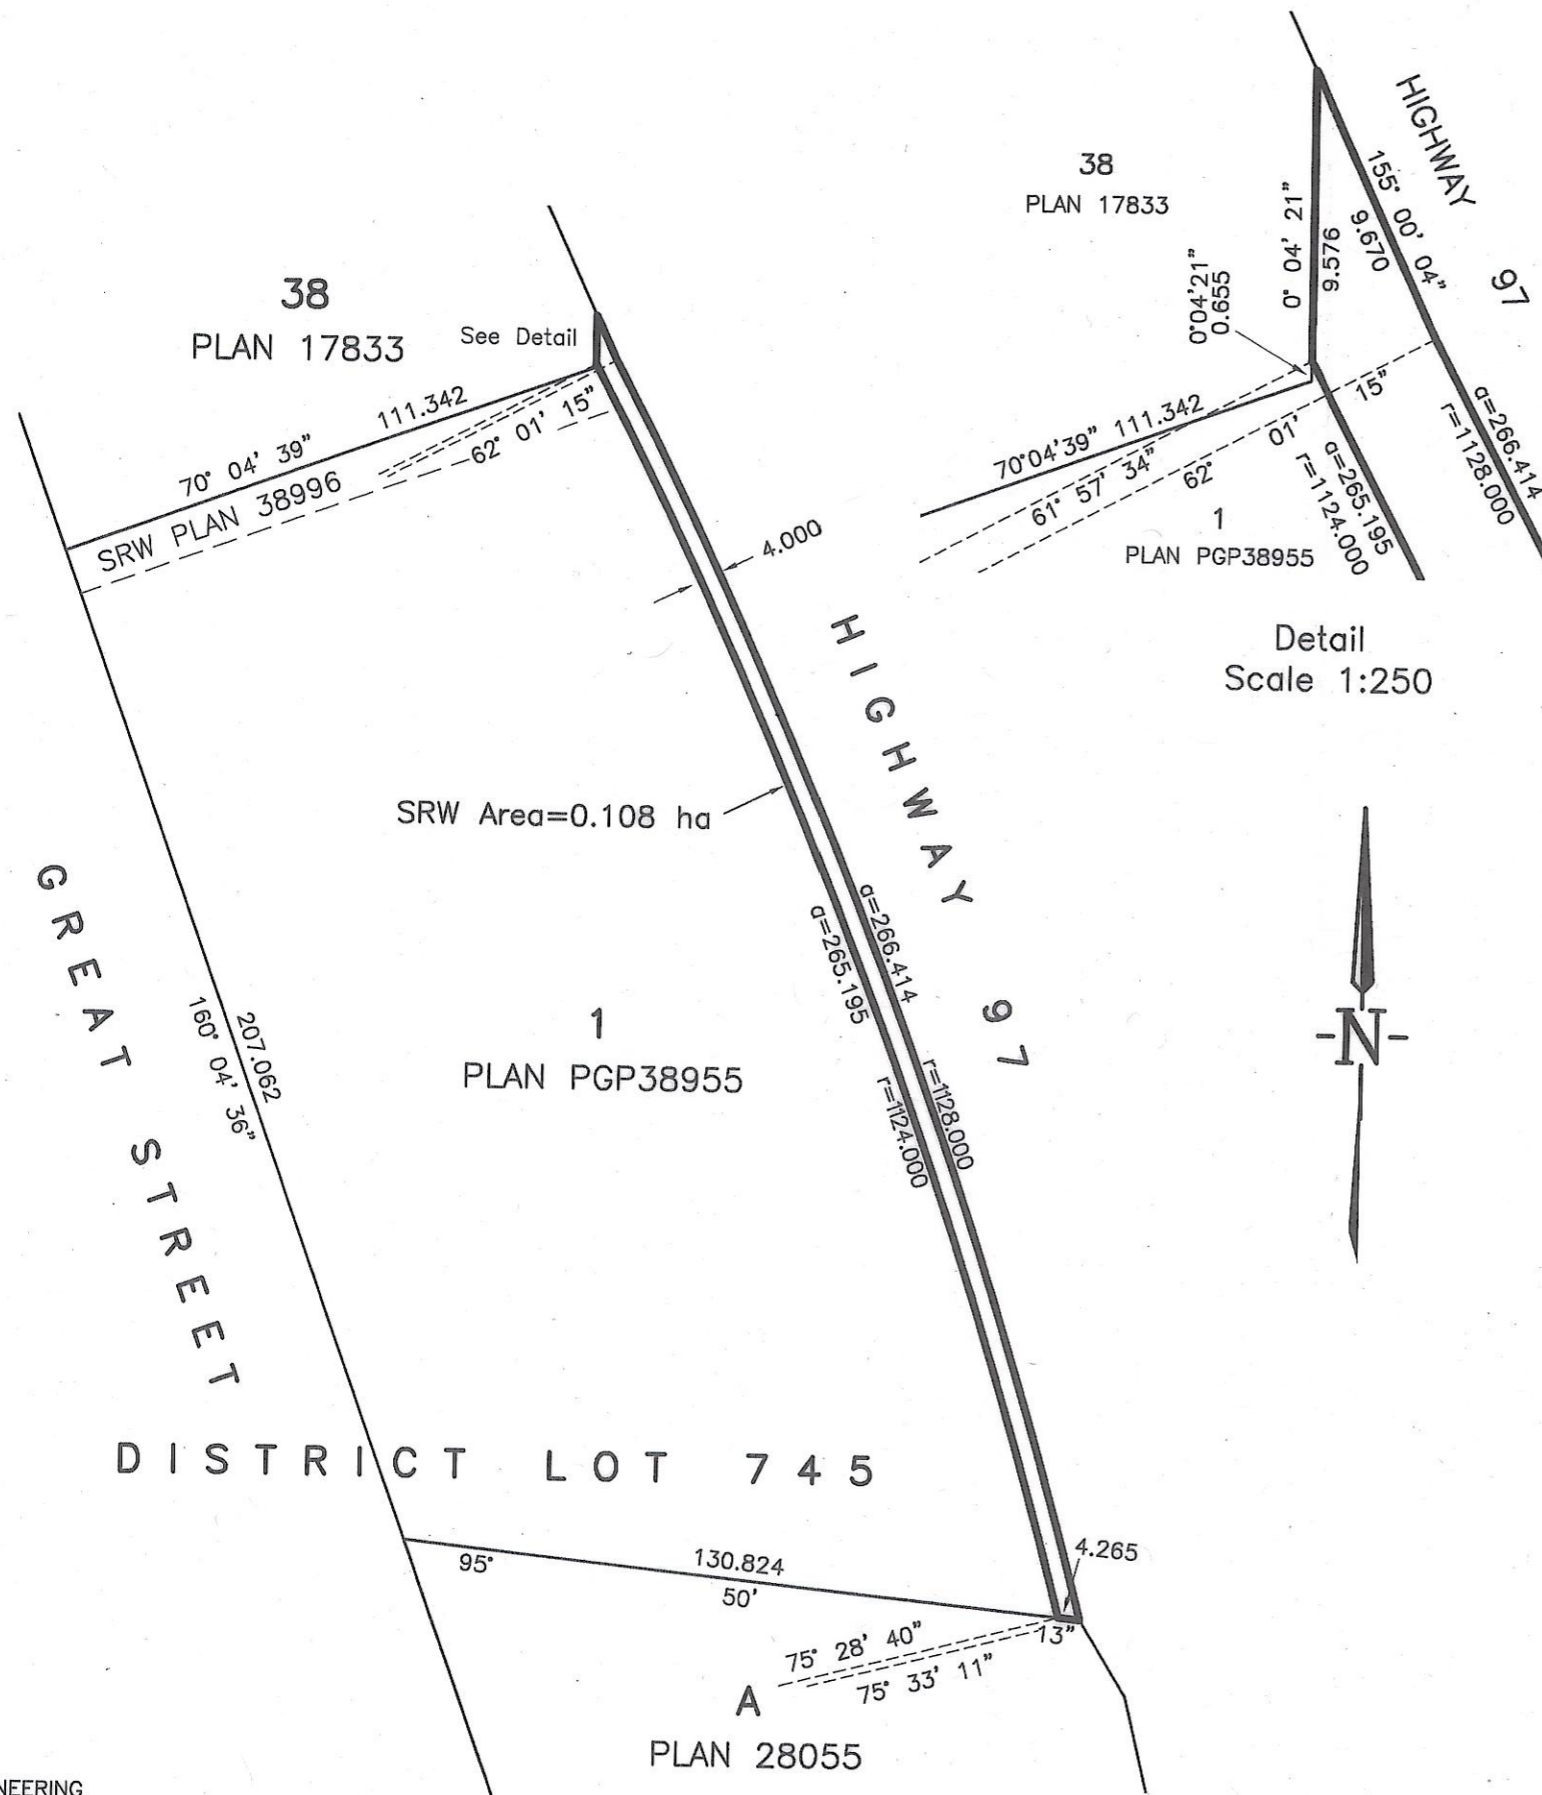 38
PLAN 17833
See Detail
111.342
70° 04' 39"
SRW PLAN 38996
62° 01' 15"
4.000
38
PLAN 17833
HIGHWAY 97
0° 04' 21"
9.576
155° 00' 04"
9.670
0°04'21"
0.655
70°04'39" 111.342
61° 57' 34"
62° 01' 15"
a=265.195
r=1124.000
a=266.414
r=1128.000
1
PLAN PGP38955
Detail
Scale 1:250
HIGHWAY 97
SRW Area=0.108 ha
GREAT STREET
207.062
160° 04' 36"
a=265.195
r=1124.000
a=266.414
r=1128.000
1
PLAN PGP38955
-N-
DISTRICT LOT 745
130.824
95° 50' 13"
4.265
75° 28' 40"
75° 33' 11"
A
PLAN 28055
NEERING